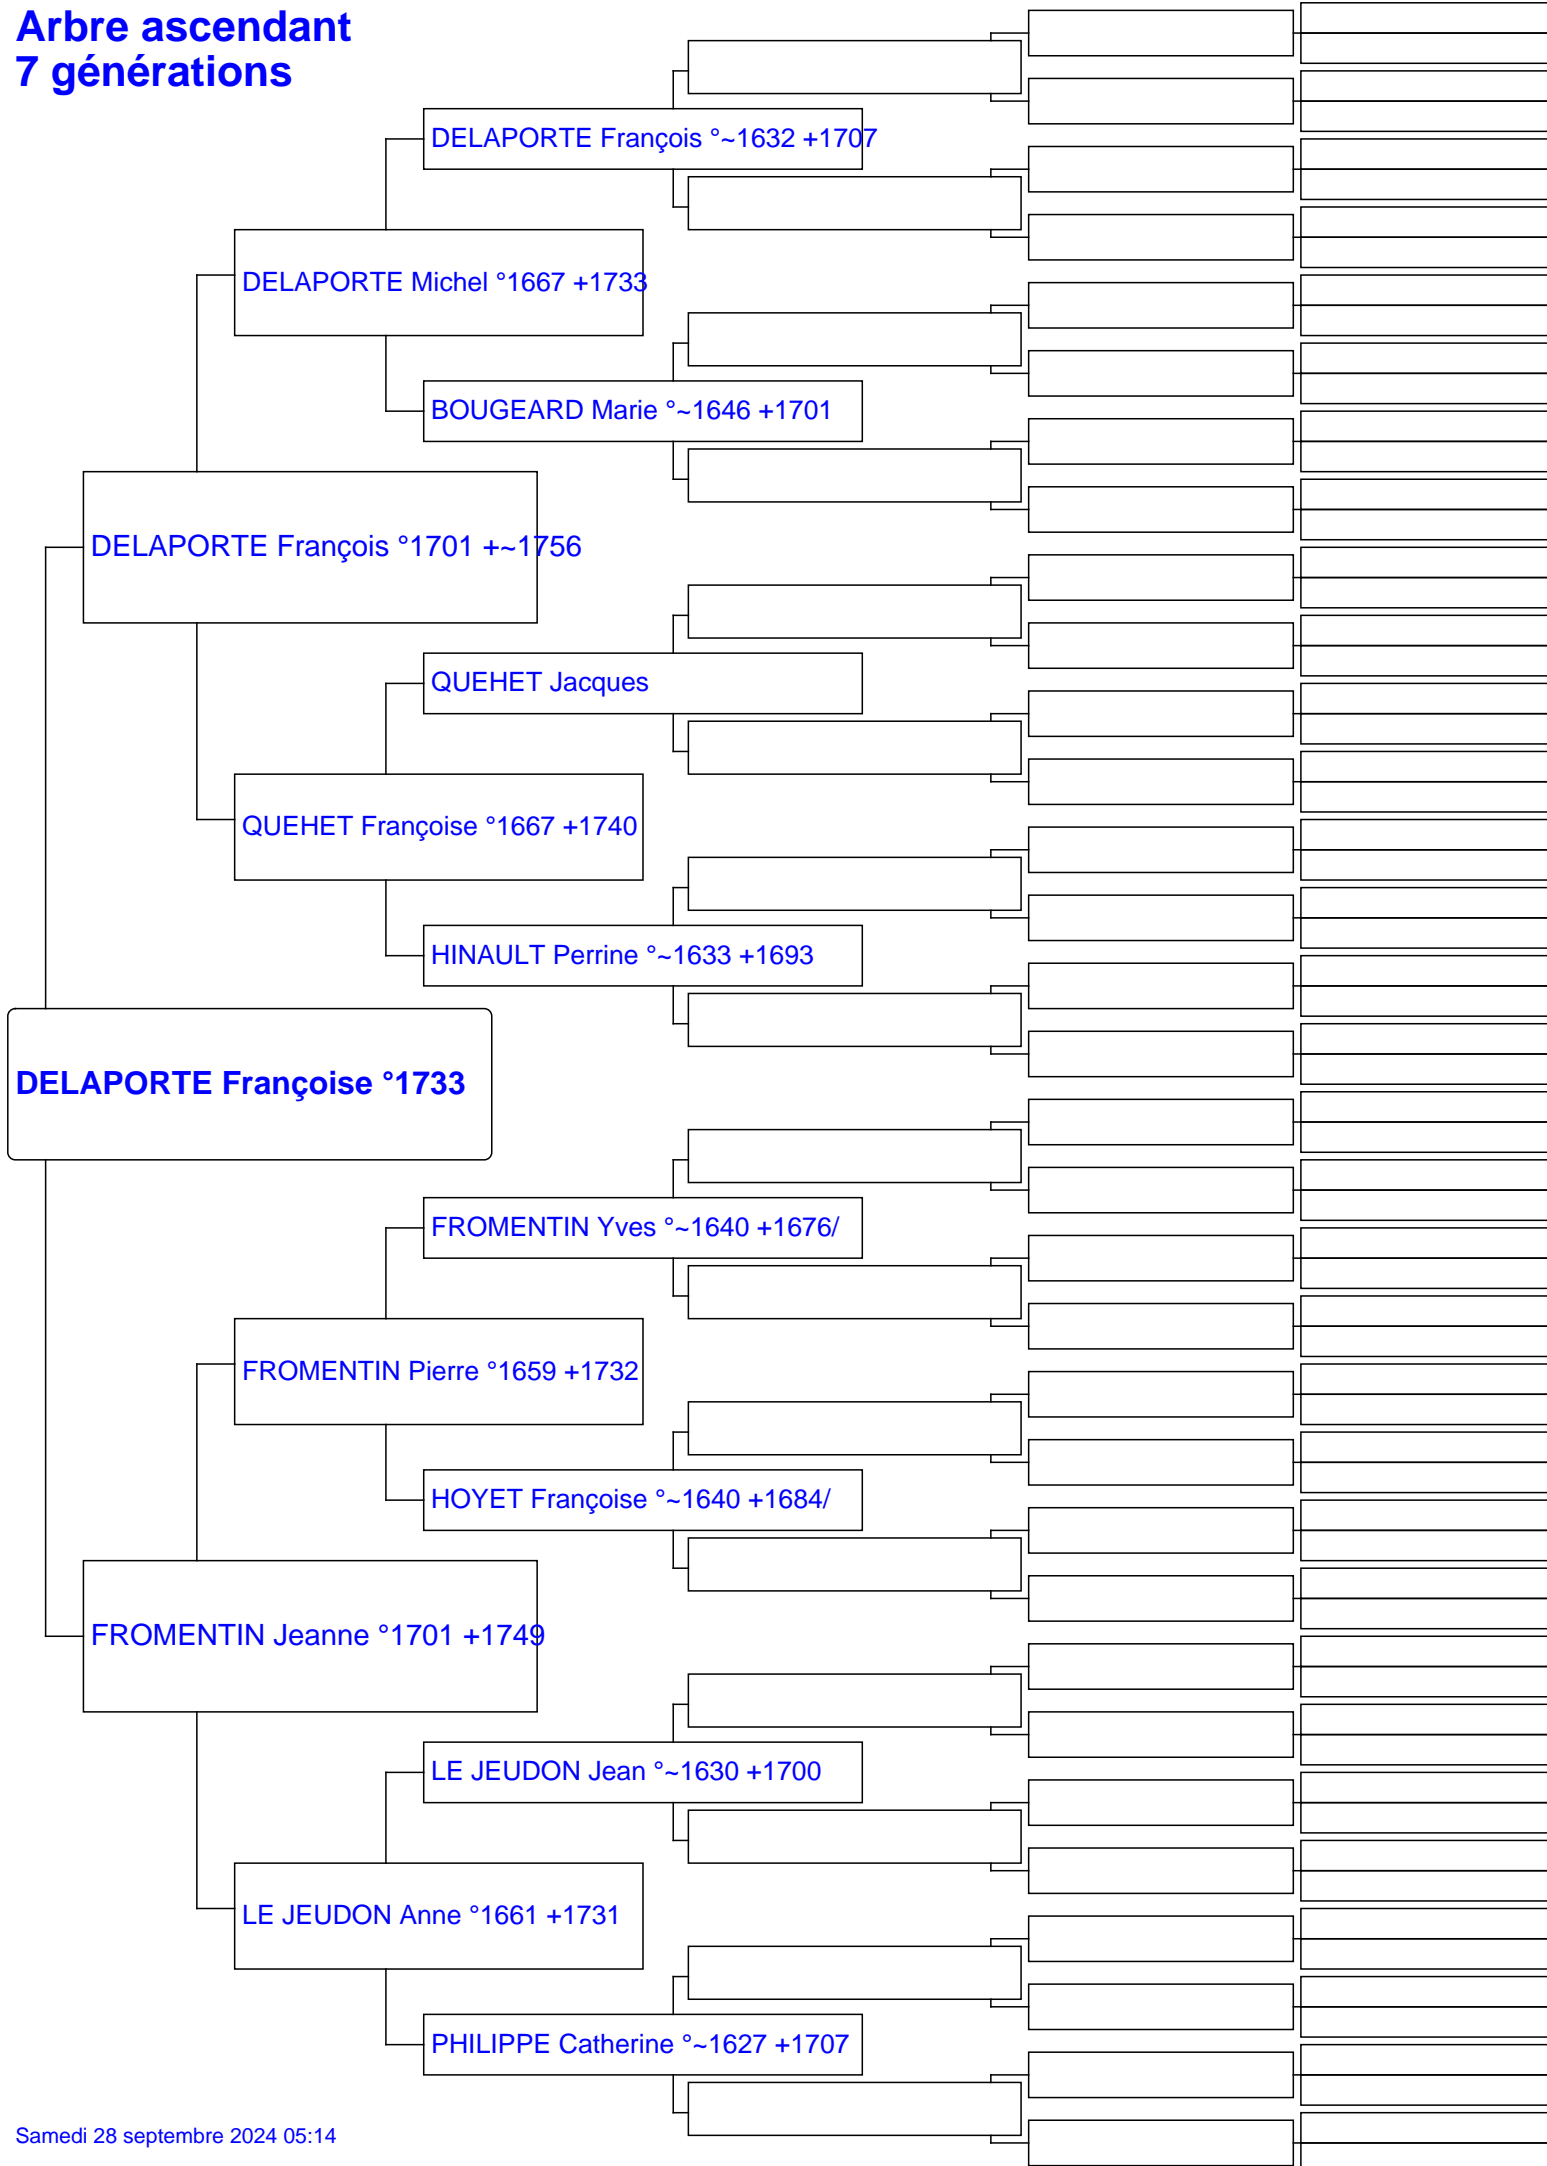 Arbre ascendant
7 générations
DELAPORTE François °~1632 +1707
DELAPORTE Michel °1667 +1733
BOUGEARD Marie °~1646 +1701
DELAPORTE François °1701 +~1756
QUEHET Jacques
QUEHET Françoise °1667 +1740
HINAULT Perrine °~1633 +1693
DELAPORTE Françoise °1733
FROMENTIN Yves °~1640 +1676/
FROMENTIN Pierre °1659 +1732
HOYET Françoise °~1640 +1684/
FROMENTIN Jeanne °1701 +1749
LE JEUDON Jean °~1630 +1700
LE JEUDON Anne °1661 +1731
PHILIPPE Catherine °~1627 +1707
Samedi 28 septembre 2024 05:14